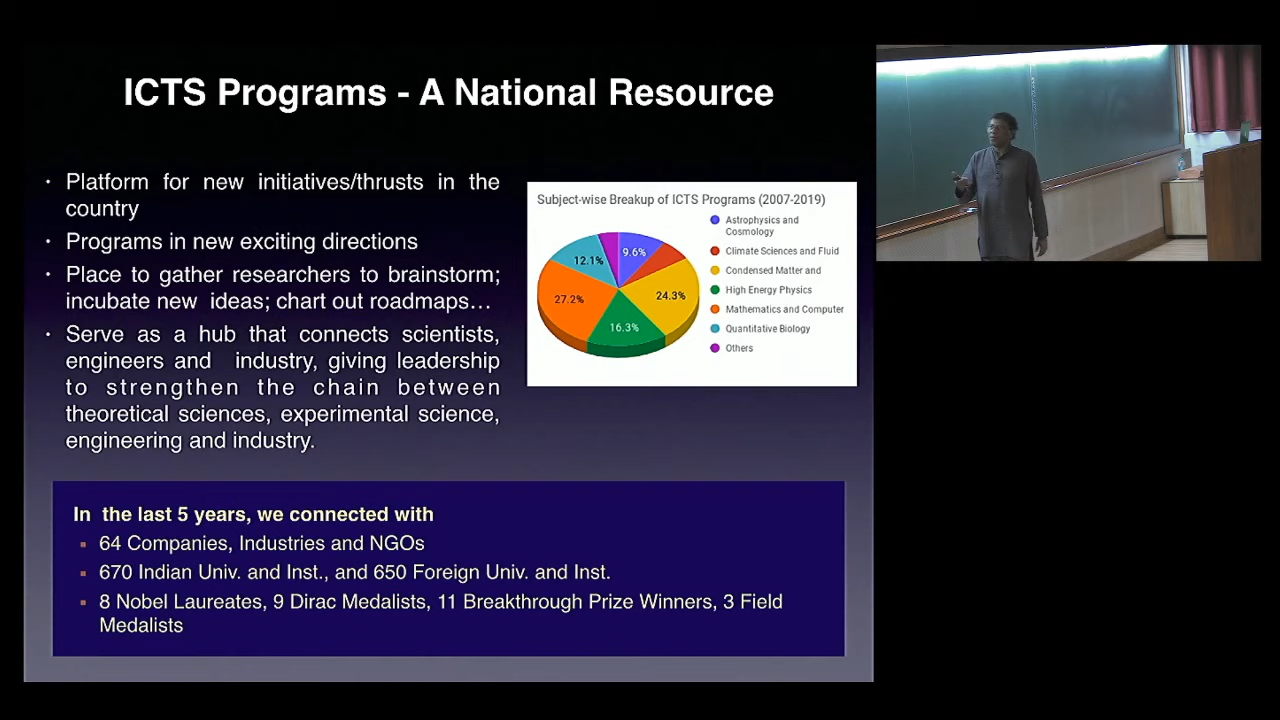 ICTS Programs - A National Resource
• Platform for new initiatives/thrusts in the
country
• Programs in new exciting directions
• Place to gather researchers to brainstorm;
incubate new ideas; chart out roadmaps…
• Serve as a hub that connects scientists,
engineers and industry, giving leadership
to strengthen the chain between
theoretical sciences, experimental science,
engineering and industry.
Subject-wise Breakup of ICTS Programs (2007-2019)
9.6%
24.3%
16.3%
27.2%
12.1%
Astrophysics and
Cosmology
Climate Sciences and Fluid
Condensed Matter and
High Energy Physics
Mathematics and Computer
Quantitative Biology
Others
In the last 5 years, we connected with
▪ 64 Companies, Industries and NGOs
▪ 670 Indian Univ. and Inst., and 650 Foreign Univ. and Inst.
▪ 8 Nobel Laureates, 9 Dirac Medalists, 11 Breakthrough Prize Winners, 3 Field
Medalists